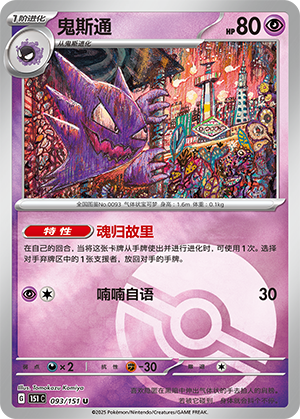 1阶进化
鬼斯通
HP80
从鬼斯进化
全国图鉴No.0093 气体状宝可梦 身高：1.6m 体重：0.1kg
特性 魂归故里
在自己的回合，当将这张卡牌从手牌使出并进行进化时，可使用1次。选择
对手弃牌区中的1张支援者，放回对手的手牌。
喃喃自语 30
Illus. Tomokazu Komiya
弱点 ×2 抗性 -30 撤退
G 151 C 093/151 U
©2025 Pokémon/Nintendo/Creatures/GAME FREAK.